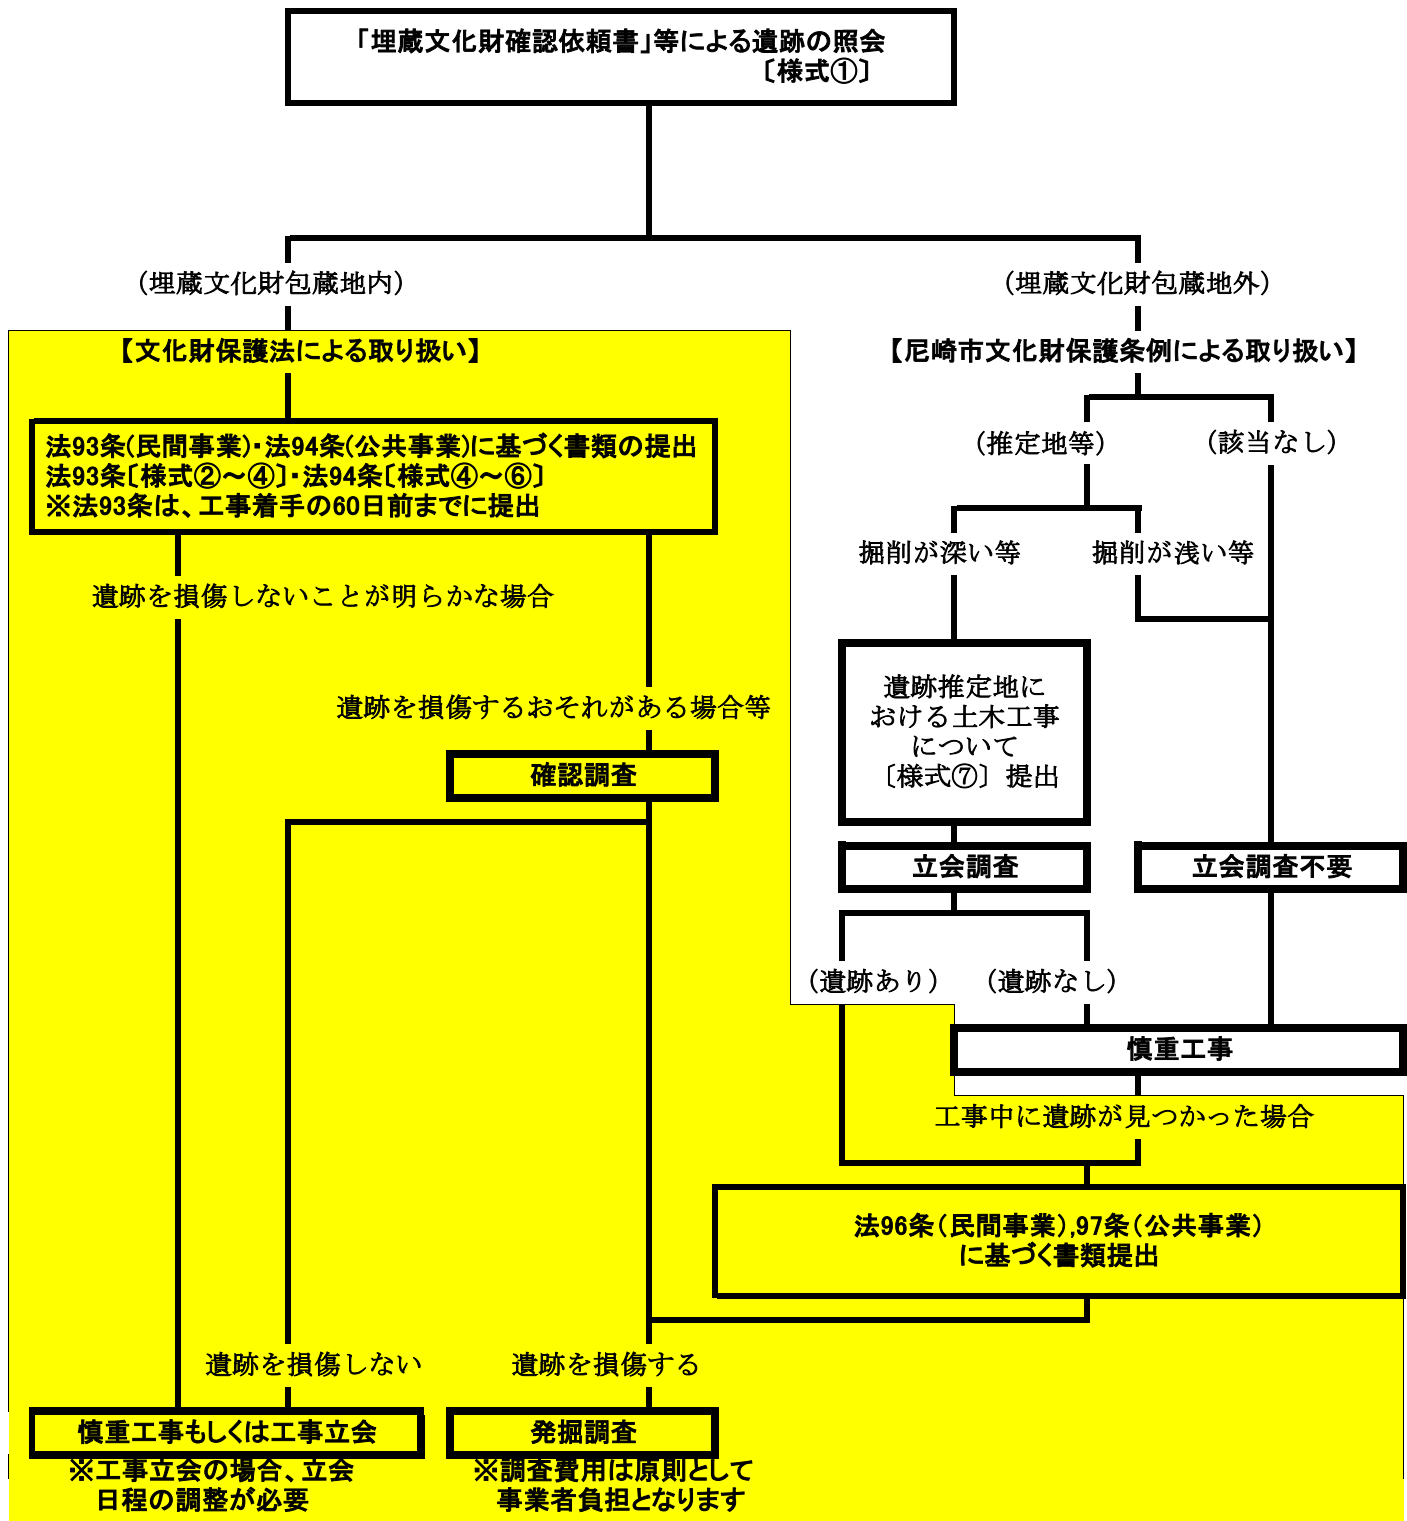 「埋蔵文化財確認依頼書」等による遺跡の照会
〔様式①〕
（埋蔵文化財包蔵地内）
（埋蔵文化財包蔵地外）
【文化財保護法による取り扱い】
【尼崎市文化財保護条例による取り扱い】
法93条(民間事業)・法94条(公共事業)に基づく書類の提出
法93条〔様式②～④〕・法94条〔様式④～⑥〕
※法93条は、工事着手の60日前までに提出
（推定地等）
（該当なし）
掘削が深い等
掘削が浅い等
遺跡を損傷しないことが明らかな場合
遺跡を損傷するおそれがある場合等
遺跡推定地に
おける土木工事
について
〔様式⑦〕提出
確認調査
立会調査
立会調査不要
（遺跡あり）
（遺跡なし）
慎重工事
工事中に遺跡が見つかった場合
法96条（民間事業）,97条（公共事業）
に基づく書類提出
遺跡を損傷しない
遺跡を損傷する
慎重工事もしくは工事立会
発掘調査
※工事立会の場合、立会
日程の調整が必要
※調査費用は原則として
事業者負担となります